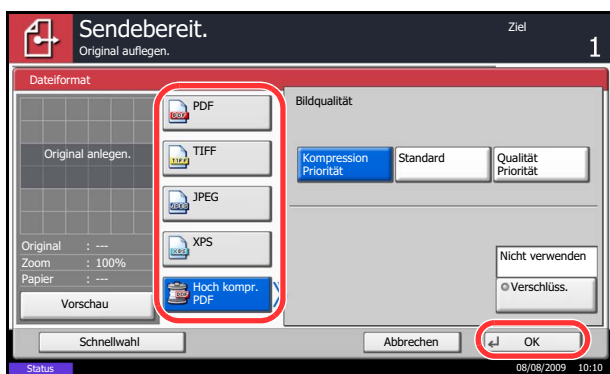 Sendebereit.
Original auflegen.
Ziel
1
Dateiformat
Original anlegen.
Original : ---
Zoom : 100%
Papier : ---
Vorschau
PDF
TIFF
JPEG
XPS
Hoch kompr.
PDF
Bildqualität
Kompression
Priorität
Standard
Qualität
Priorität
Nicht verwenden
Verschlüss.
Schnellwahl
Abbrechen
OK
Status
08/08/2009 10:10